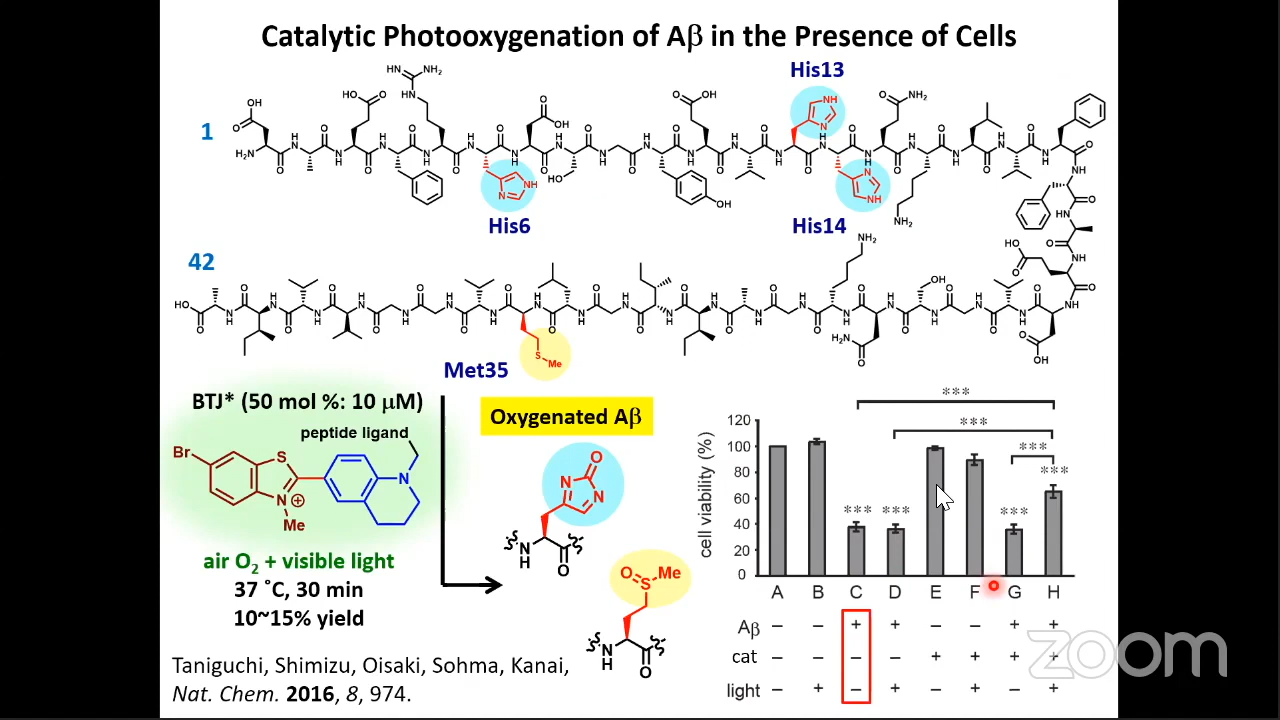 Catalytic Photooxygenation of Aβ in the Presence of Cells
His13
1
His6
His14
42
Met35
BTJ* (50 mol %: 10 μM)
peptide ligand
Br
S
N
⊕
Me
N
air O₂ + visible light
37 ˚C, 30 min
10~15% yield
Oxygenated Aβ
O
N
N
N
H
O
O
S
Me
N
H
O
Taniguchi, Shimizu, Oisaki, Sohma, Kanai,
Nat. Chem. 2016, 8, 974.
cell viability (%)
120
100
80
60
40
20
0
***
***
***
***
*** *** ***
A B C D E F G H
Aβ – – + + – – + +
cat – – – – + + + +
light – + – + – + – +
zoom